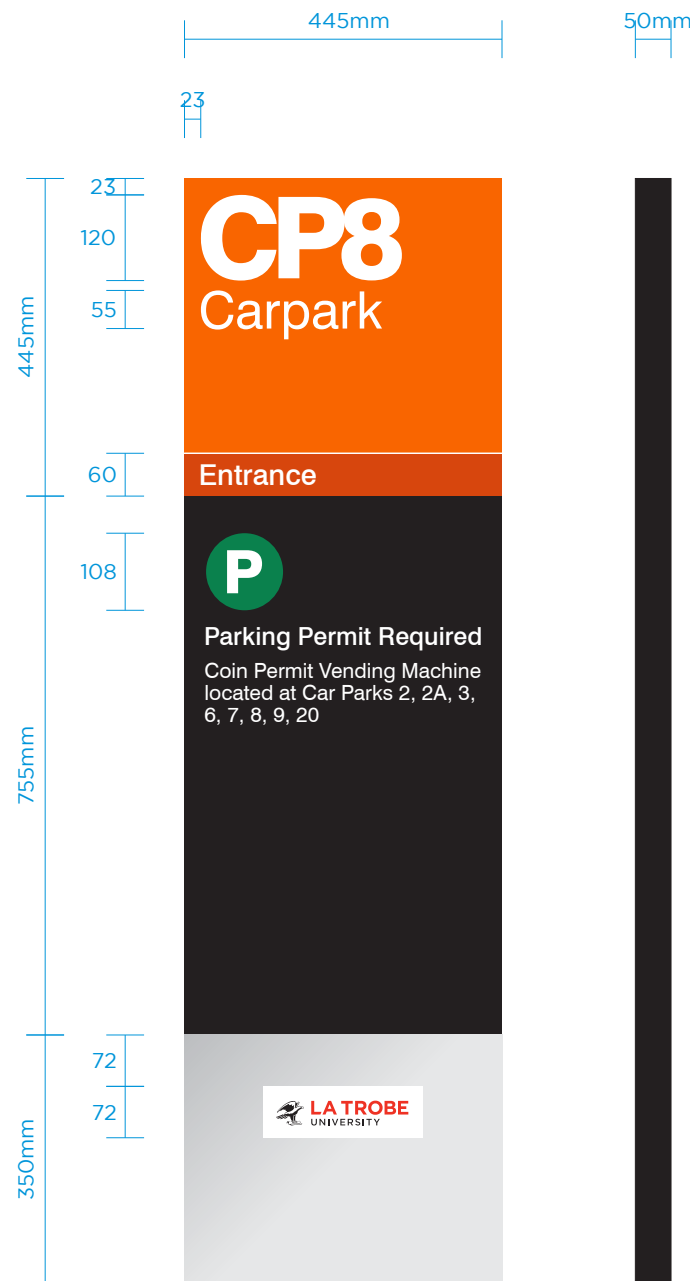 445mm
50mm
23
23
120
55
445mm
60
108
755mm
72
72
350mm
CP8
Carpark
Entrance
P
Parking Permit Required
Coin Permit Vending Machine
located at Car Parks 2, 2A, 3,
6, 7, 8, 9, 20
LA TROBE
UNIVERSITY